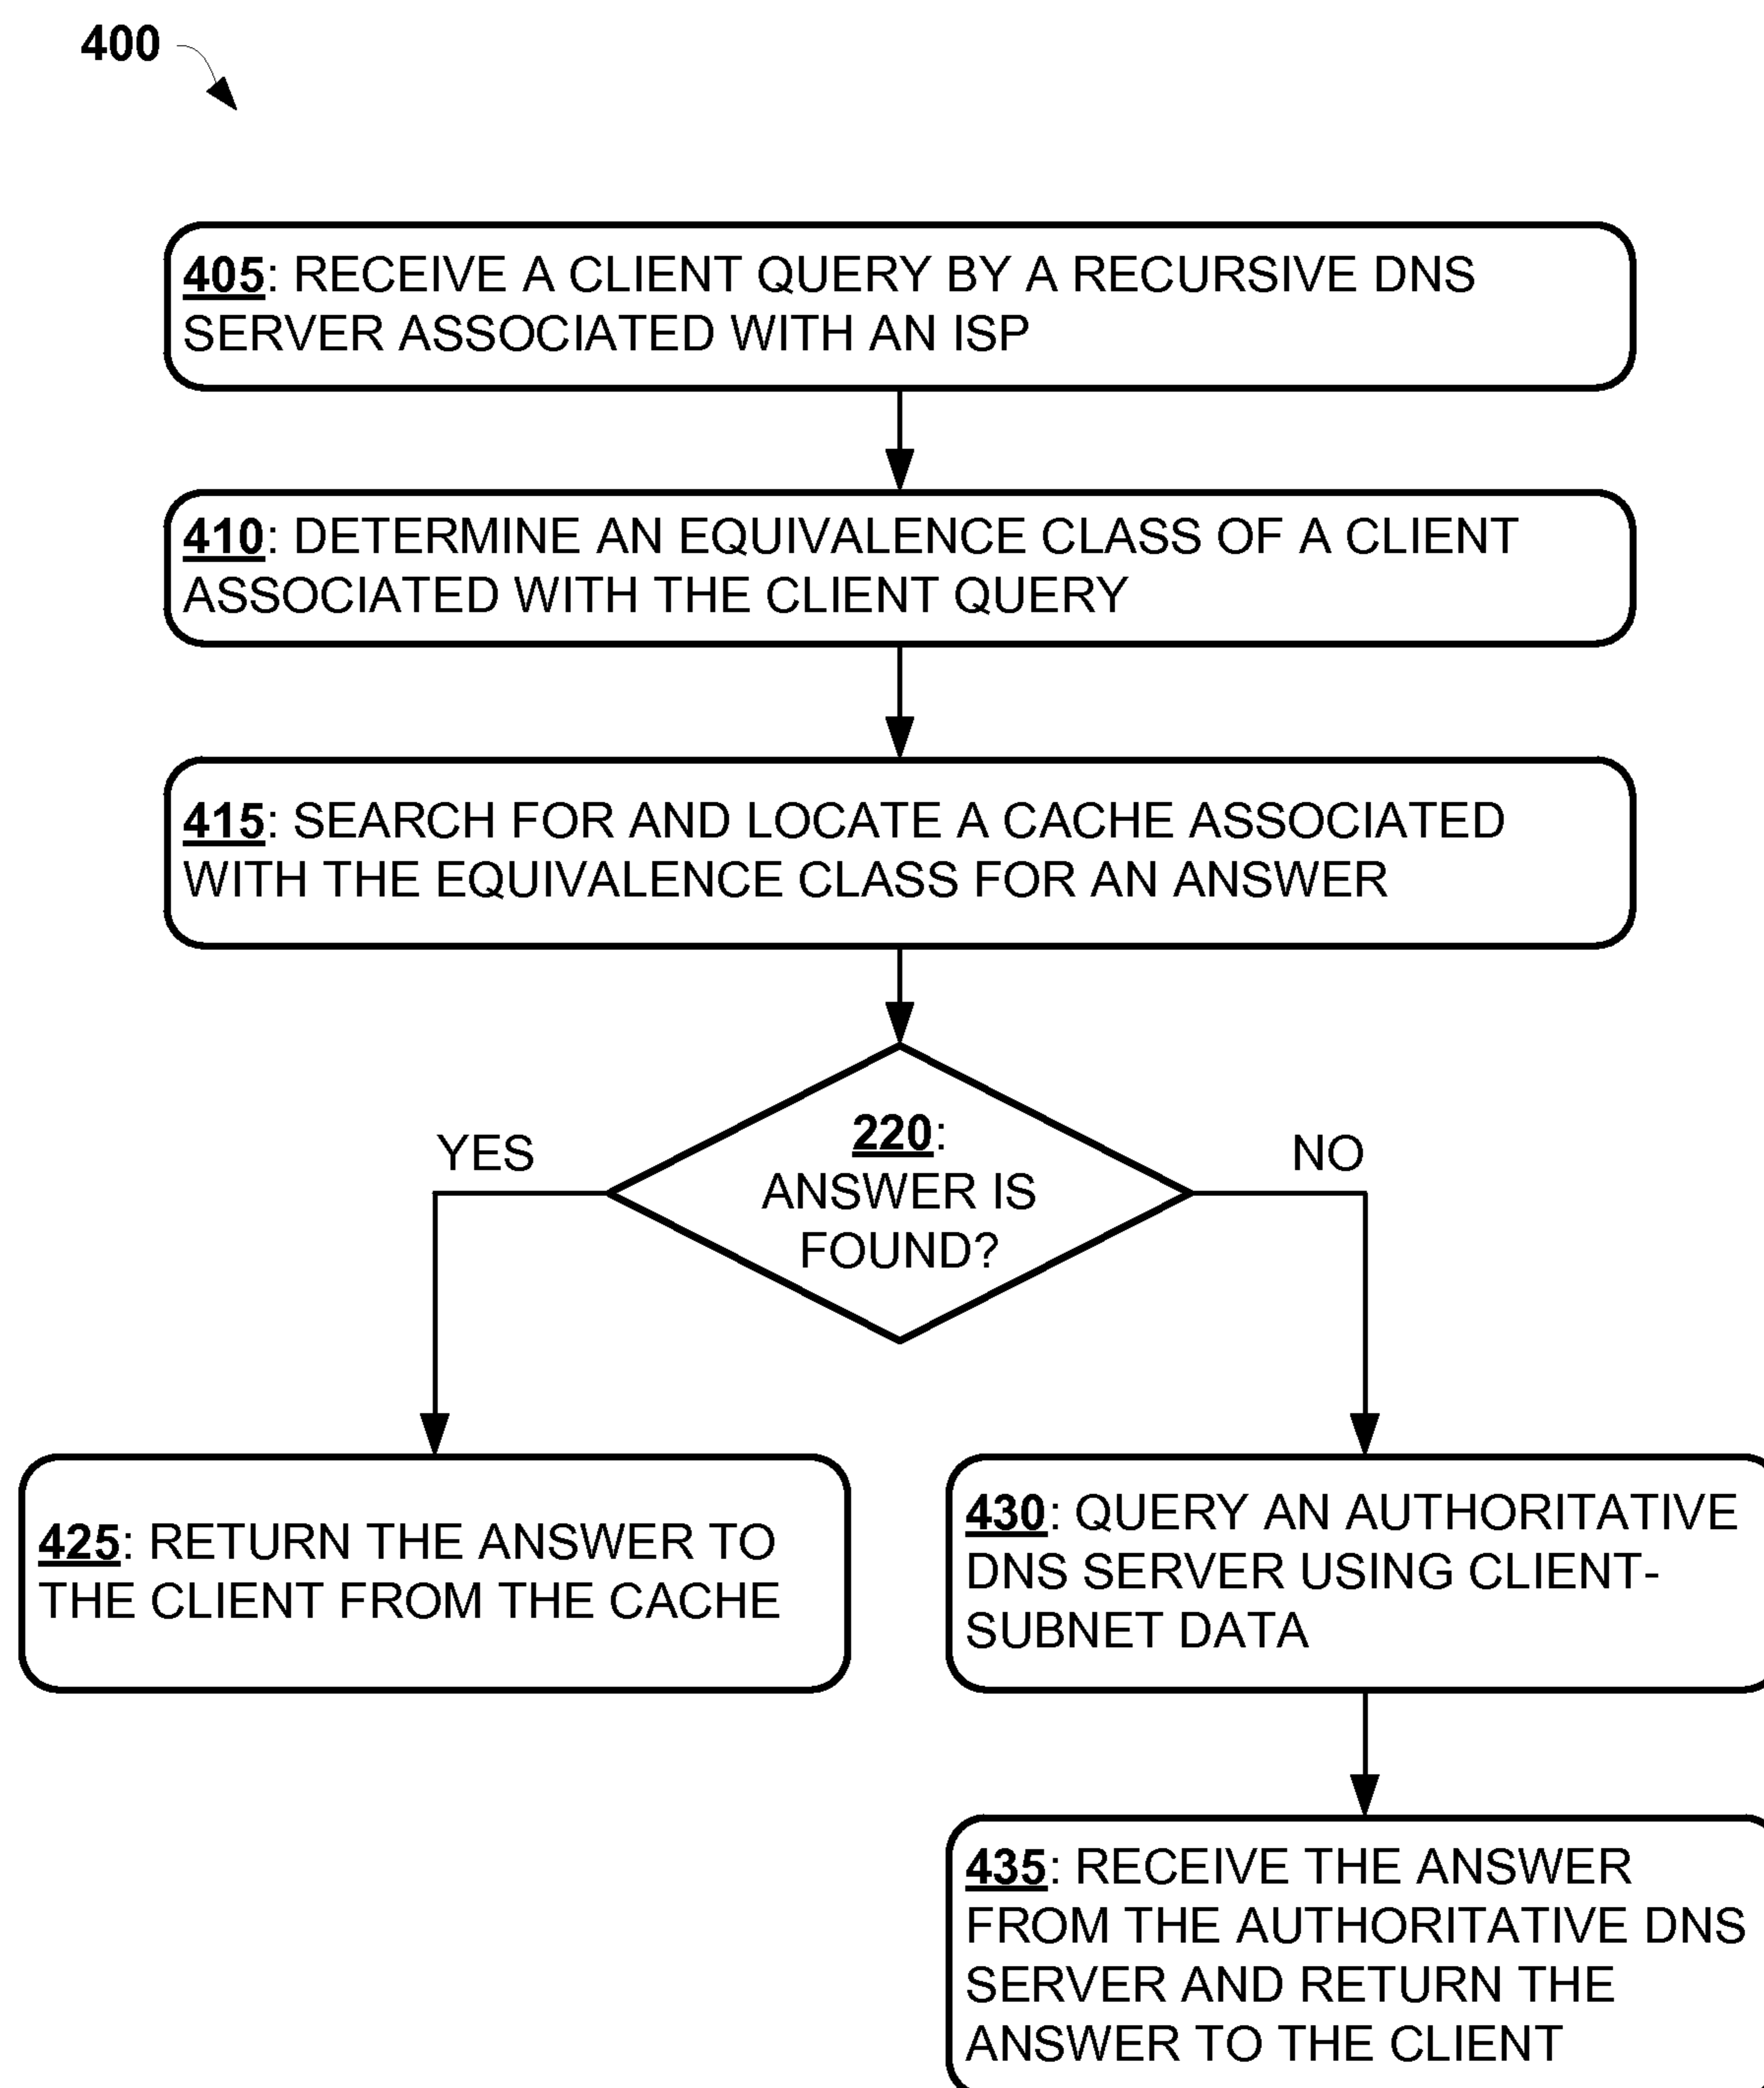 400
405: RECEIVE A CLIENT QUERY BY A RECURSIVE DNS
SERVER ASSOCIATED WITH AN ISP
410: DETERMINE AN EQUIVALENCE CLASS OF A CLIENT
ASSOCIATED WITH THE CLIENT QUERY
415: SEARCH FOR AND LOCATE A CACHE ASSOCIATED
WITH THE EQUIVALENCE CLASS FOR AN ANSWER
220:
ANSWER IS
FOUND?
YES
NO
425: RETURN THE ANSWER TO
THE CLIENT FROM THE CACHE
430: QUERY AN AUTHORITATIVE
DNS SERVER USING CLIENT-
SUBNET DATA
435: RECEIVE THE ANSWER
FROM THE AUTHORITATIVE DNS
SERVER AND RETURN THE
ANSWER TO THE CLIENT